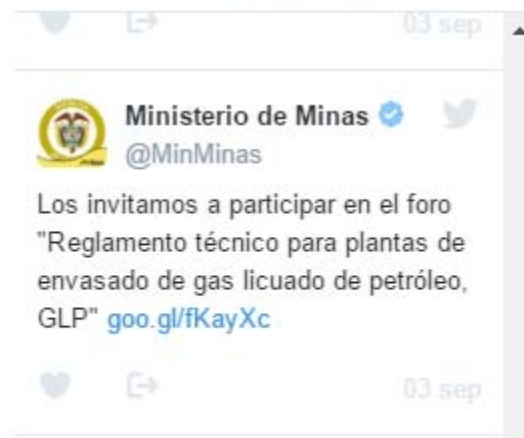 03 sep
Ministerio de Minas
@MinMinas
Los invitamos a participar en el foro
"Reglamento técnico para plantas de
envasado de gas licuado de petróleo,
GLP" goo.gl/fKayXc
03 sep